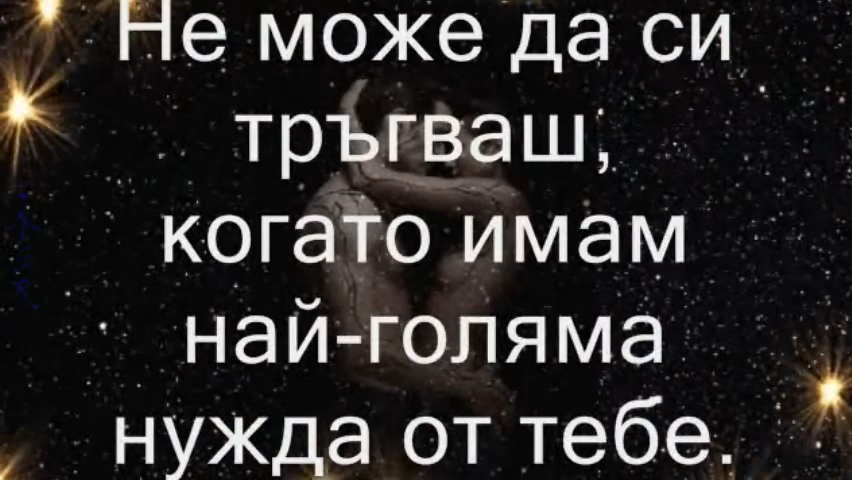 Не може да си
тръгваш,
когато имам
най-голяма
нужда от тебе.